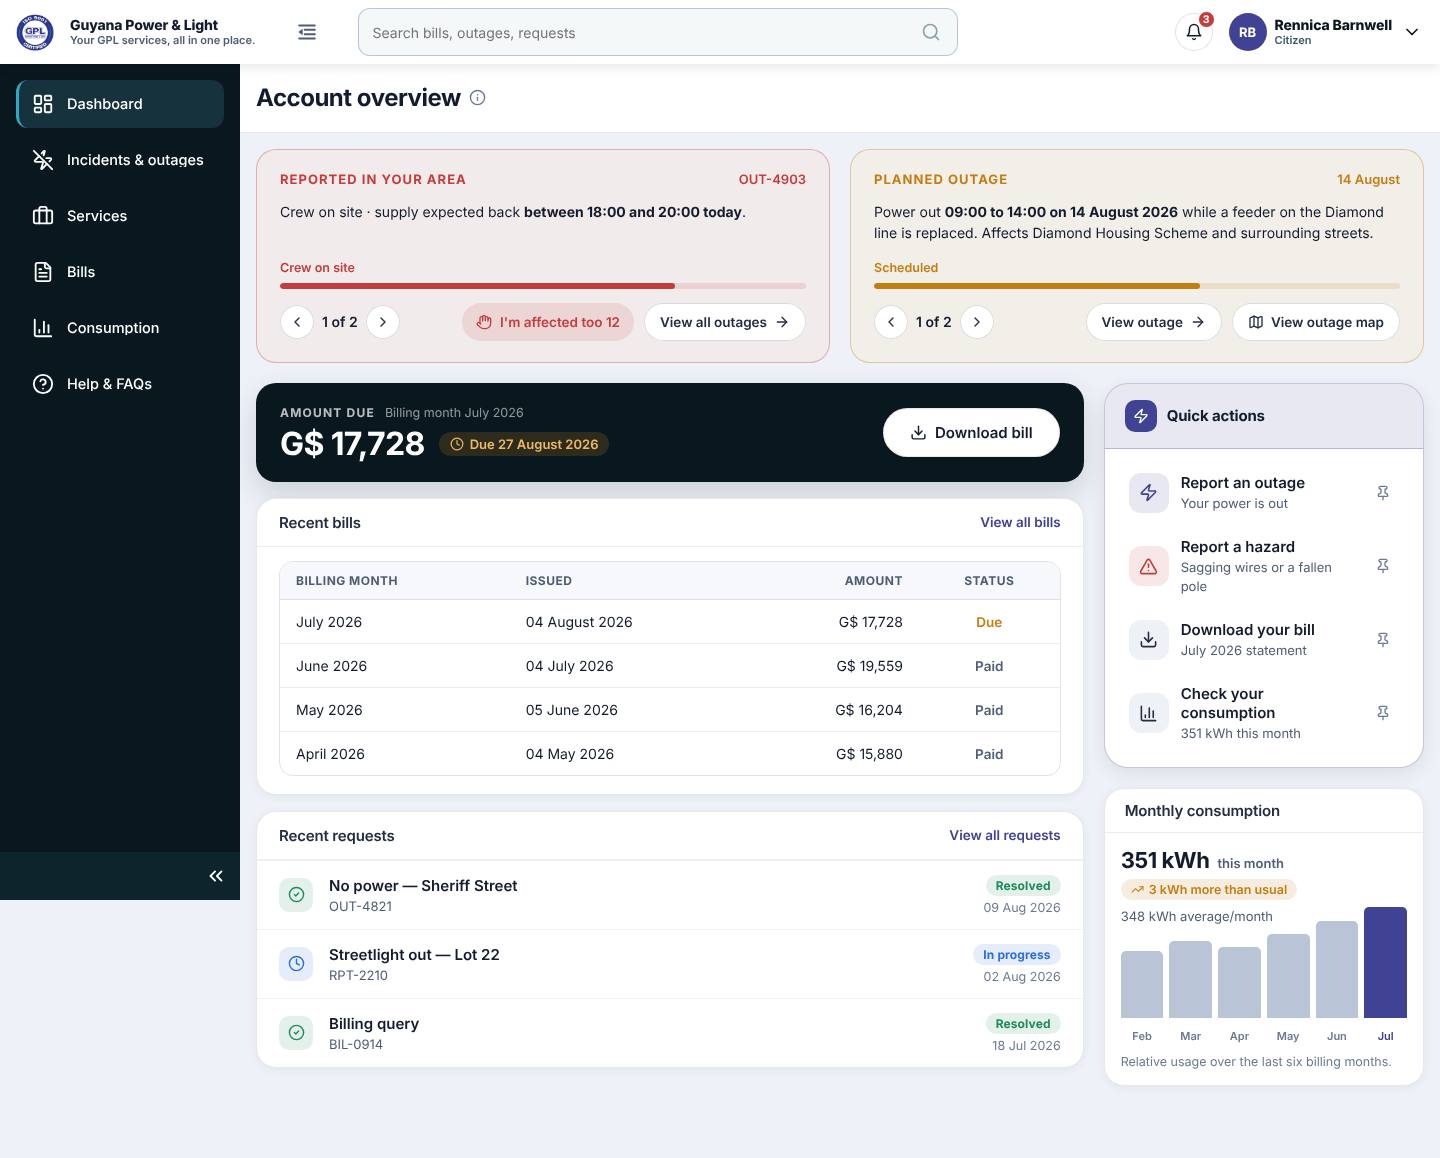 GPL
Guyana Power & Light
Your GPL services, all in one place.
Search bills, outages, requests
3
RB
Rennica Barnwell
Citizen
Dashboard
Incidents & outages
Services
Bills
Consumption
Help & FAQs
Account overview
REPORTED IN YOUR AREA
OUT-4903
Crew on site · supply expected back between 18:00 and 20:00 today.
Crew on site
1 of 2
I'm affected too 12
View all outages
PLANNED OUTAGE
14 August
Power out 09:00 to 14:00 on 14 August 2026 while a feeder on the Diamond
line is replaced. Affects Diamond Housing Scheme and surrounding streets.
Scheduled
1 of 2
View outage
View outage map
AMOUNT DUE Billing month July 2026
G$ 17,728
Due 27 August 2026
Download bill
Recent bills
View all bills
BILLING MONTH ISSUED AMOUNT STATUS
July 2026 04 August 2026 G$ 17,728 Due
June 2026 04 July 2026 G$ 19,559 Paid
May 2026 05 June 2026 G$ 16,204 Paid
April 2026 04 May 2026 G$ 15,880 Paid
Recent requests
View all requests
No power — Sheriff Street
OUT-4821
Resolved
09 Aug 2026
Streetlight out — Lot 22
RPT-2210
In progress
02 Aug 2026
Billing query
BIL-0914
Resolved
18 Jul 2026
Quick actions
Report an outage
Your power is out
Report a hazard
Sagging wires or a fallen
pole
Download your bill
July 2026 statement
Check your
consumption
351 kWh this month
Monthly consumption
351 kWh this month
3 kWh more than usual
348 kWh average/month
Feb Mar Apr May Jun Jul
Relative usage over the last six billing months.